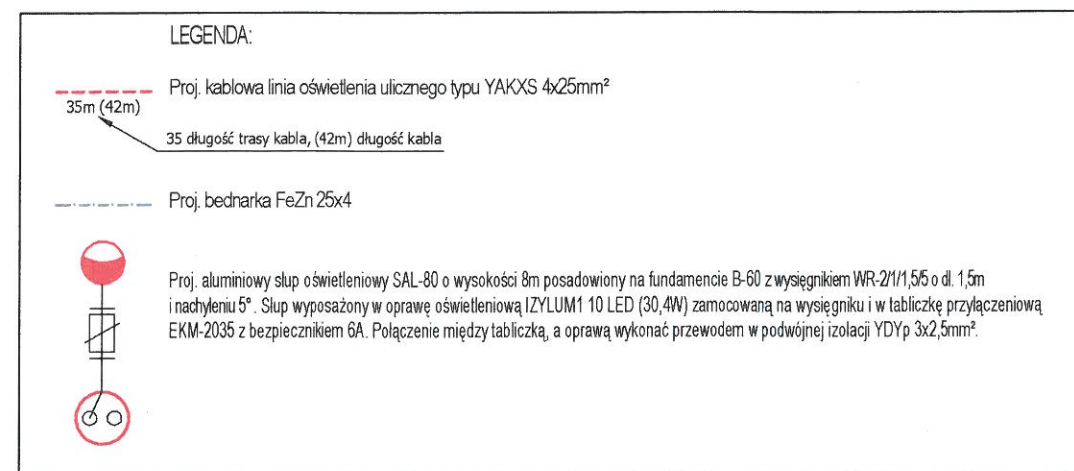 LEGENDA:
Proj. kablowa linia oświetlenia ulicznego typu YAKXS 4x25mm²
35m (42m)
35 długość trasy kabla, (42m) długość kabla
Proj. bednarka FeZn 25x4
Proj. aluminiowy słup oświetleniowy SAL-80 o wysokości 8m posadowiony na fundamencie B-60 z wysięgnikiem WR-2/1/1,5/5 o dł. 1,5m
i nachyleniu 5°. Słup wyposażony w oprawę oświetleniową IZYLUM1 10 LED (30,4W) zamocowaną na wysięgniku i w tabliczkę przyłączeniową
EKM-2035 z bezpiecznikiem 6A. Połączenie między tabliczką, a oprawą wykonać przewodem w podwójnej izolacji YDYp 3x2,5mm².